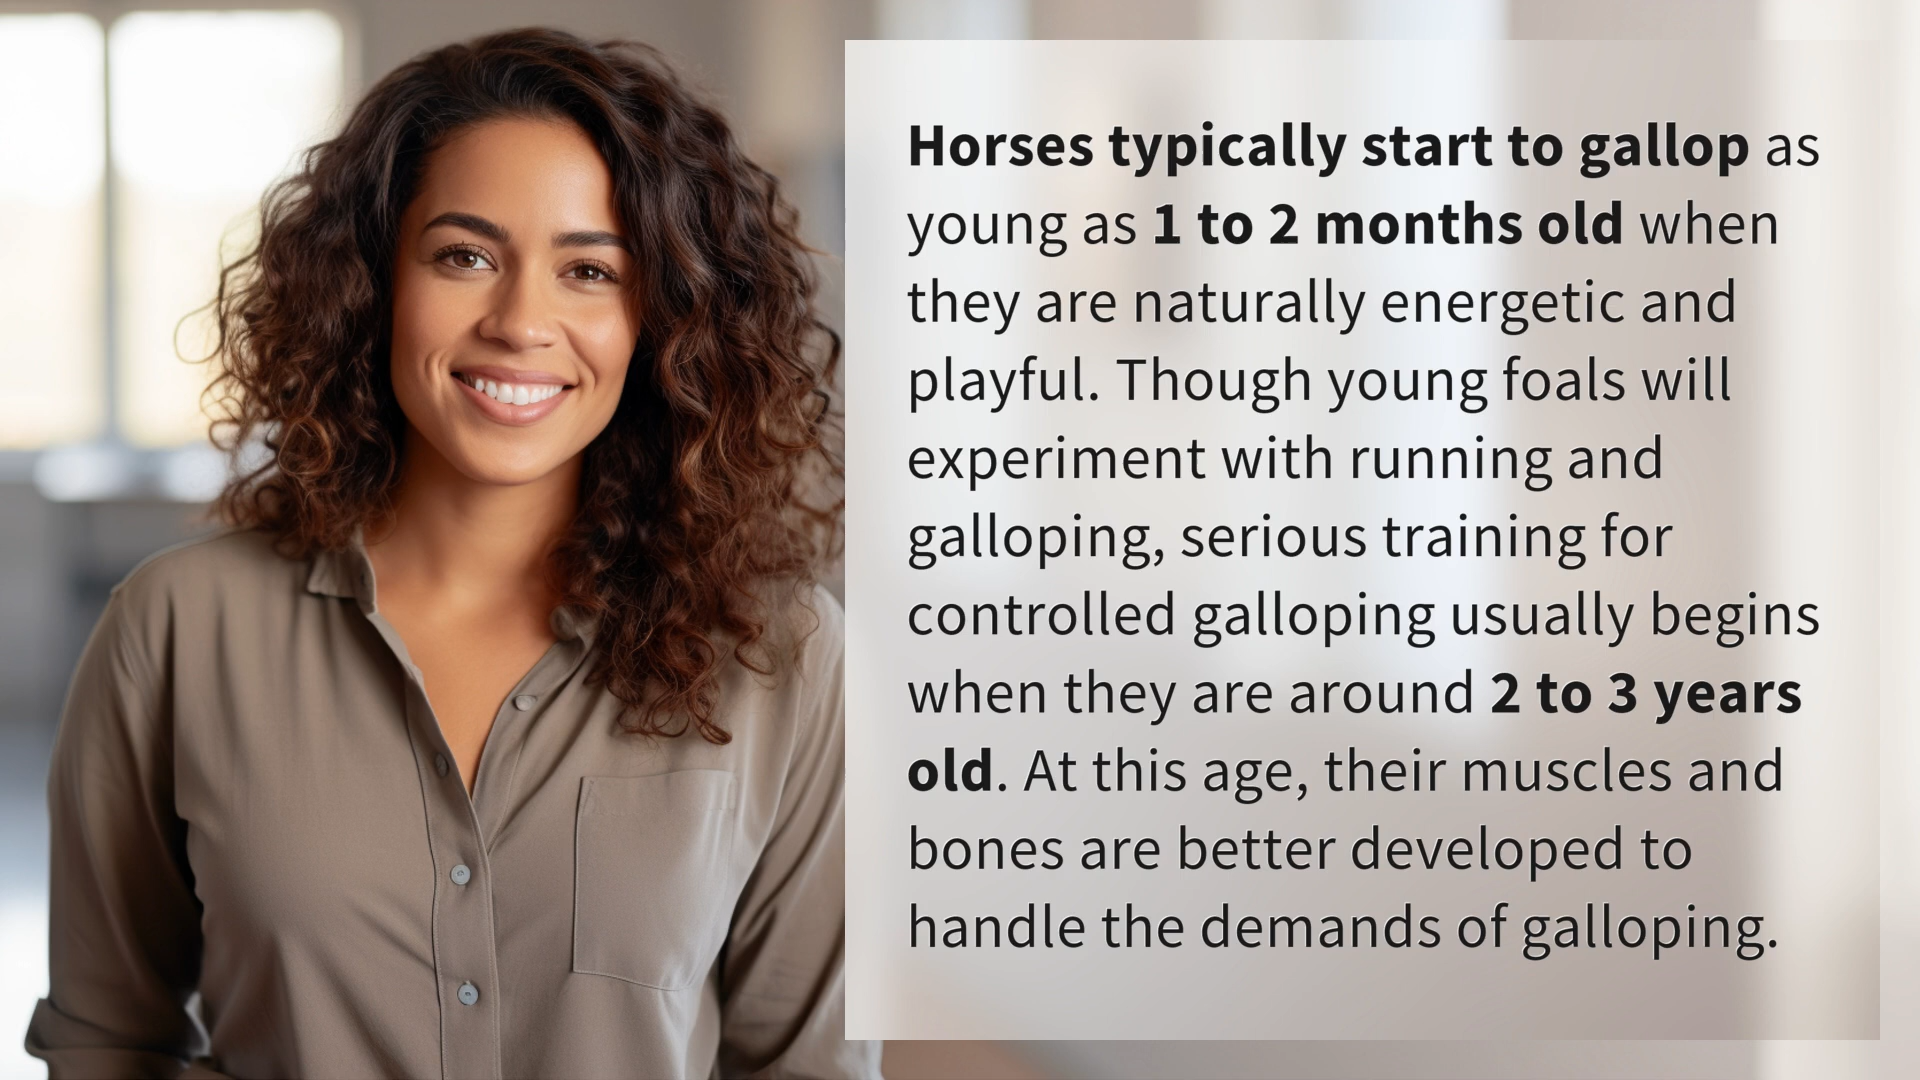 Horses typically start to gallop as
young as 1 to 2 months old when
they are naturally energetic and
playful. Though young foals will
experiment with running and
galloping, serious training for
controlled galloping usually begins
when they are around 2 to 3 years
old. At this age, their muscles and
bones are better developed to
handle the demands of galloping.